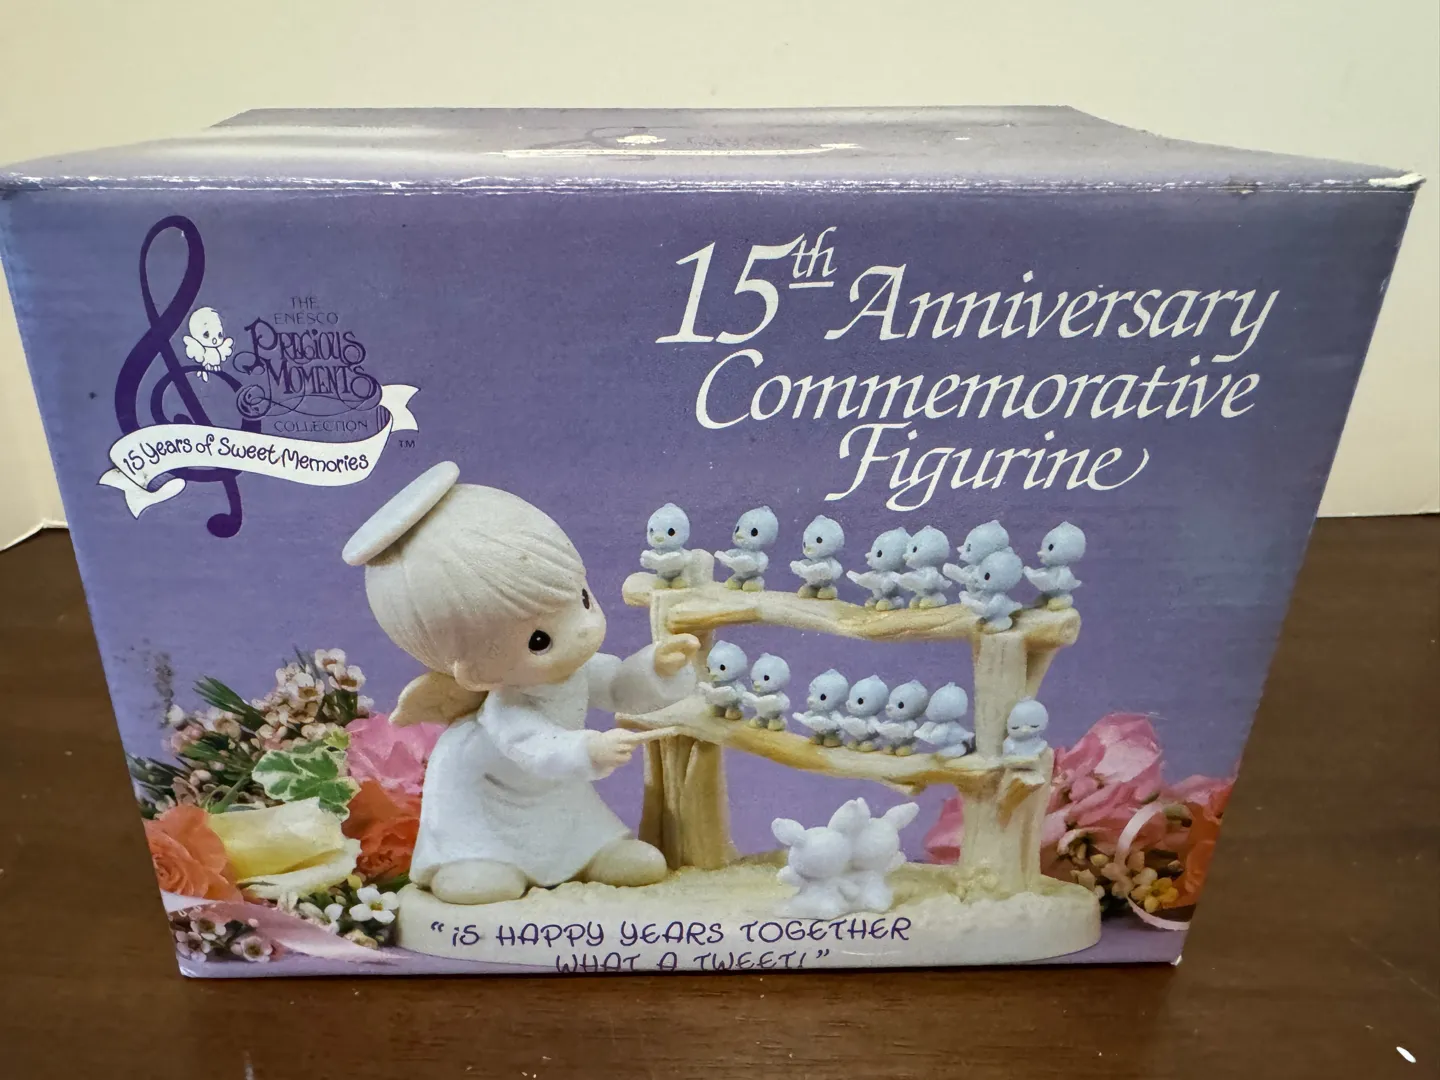 THE
ENESCO
PRECIOUS
MOMENTS
COLLECTION
TM
15 Years of Sweet Memories
15th Anniversary
Commemorative
Figurine
"15 HAPPY YEARS TOGETHER
WHAT A TWEET!"